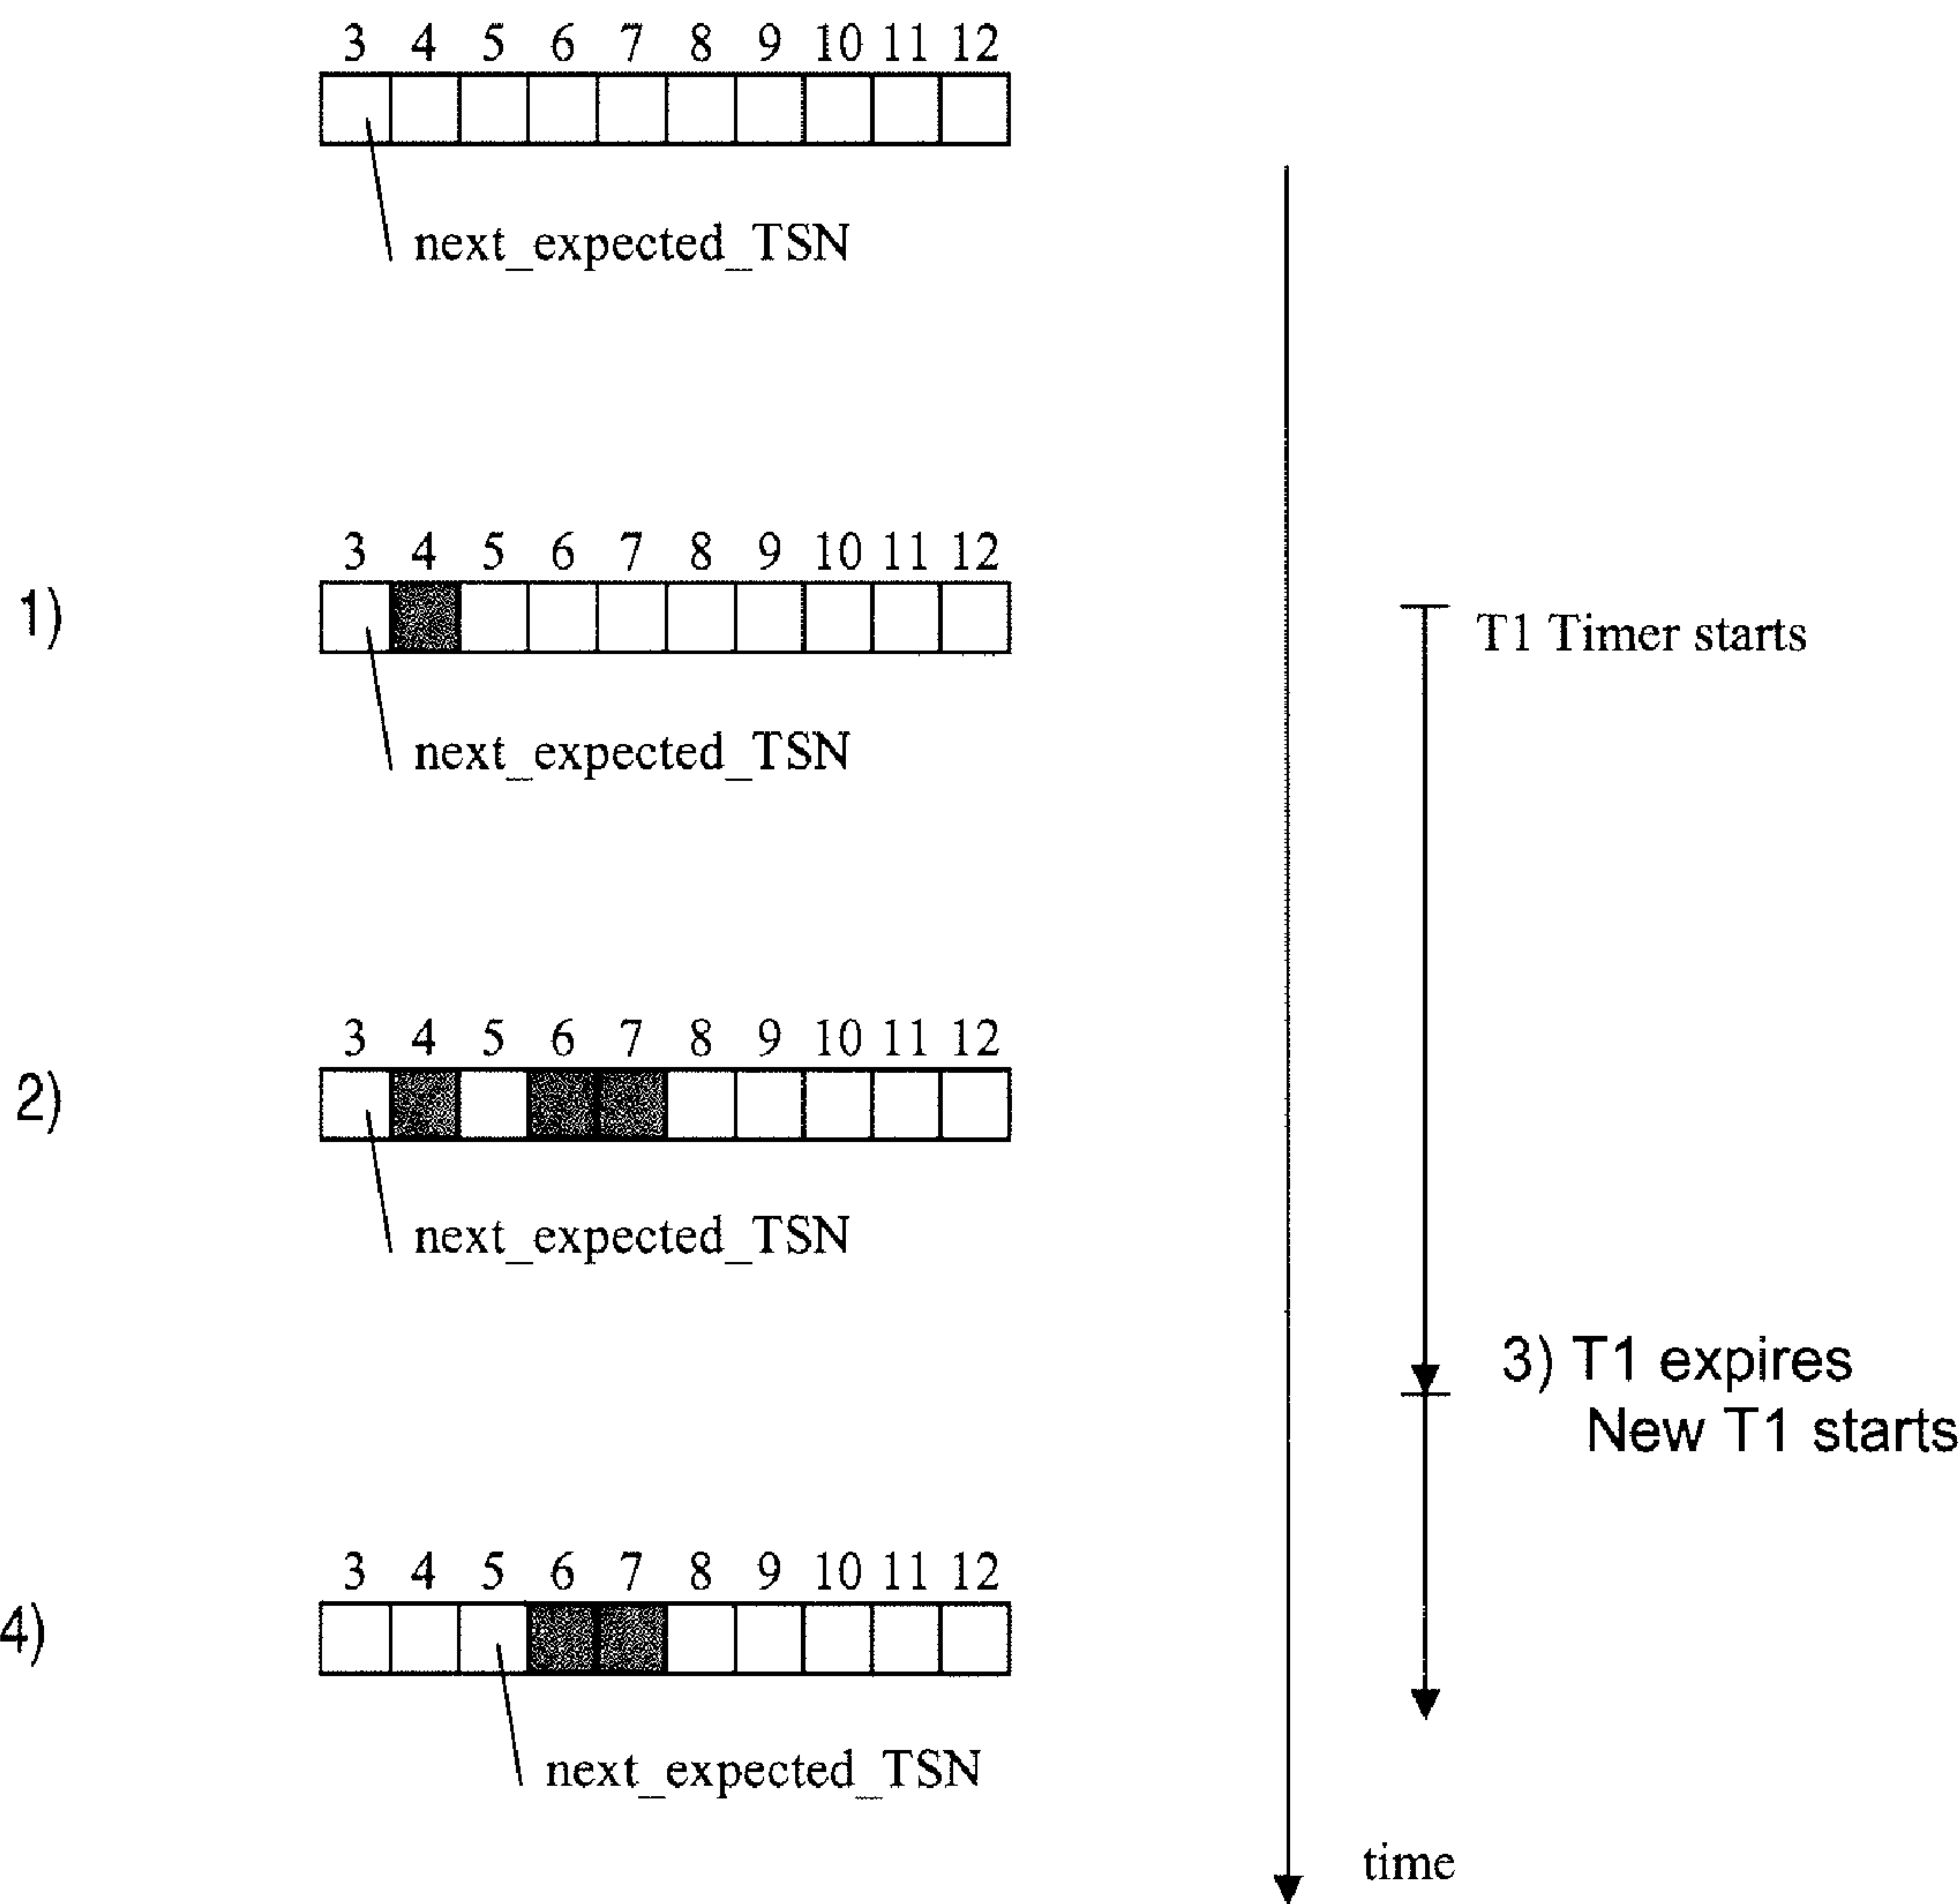 3 4 5 6 7 8 9 10 11 12
next_expected_TSN
3 4 5 6 7 8 9 10 11 12
1)
T1 Timer starts
next_expected_TSN
3 4 5 6 7 8 9 10 11 12
2)
next_expected_TSN
3) T1 expires
New T1 starts
3 4 5 6 7 8 9 10 11 12
4)
next_expected_TSN
time